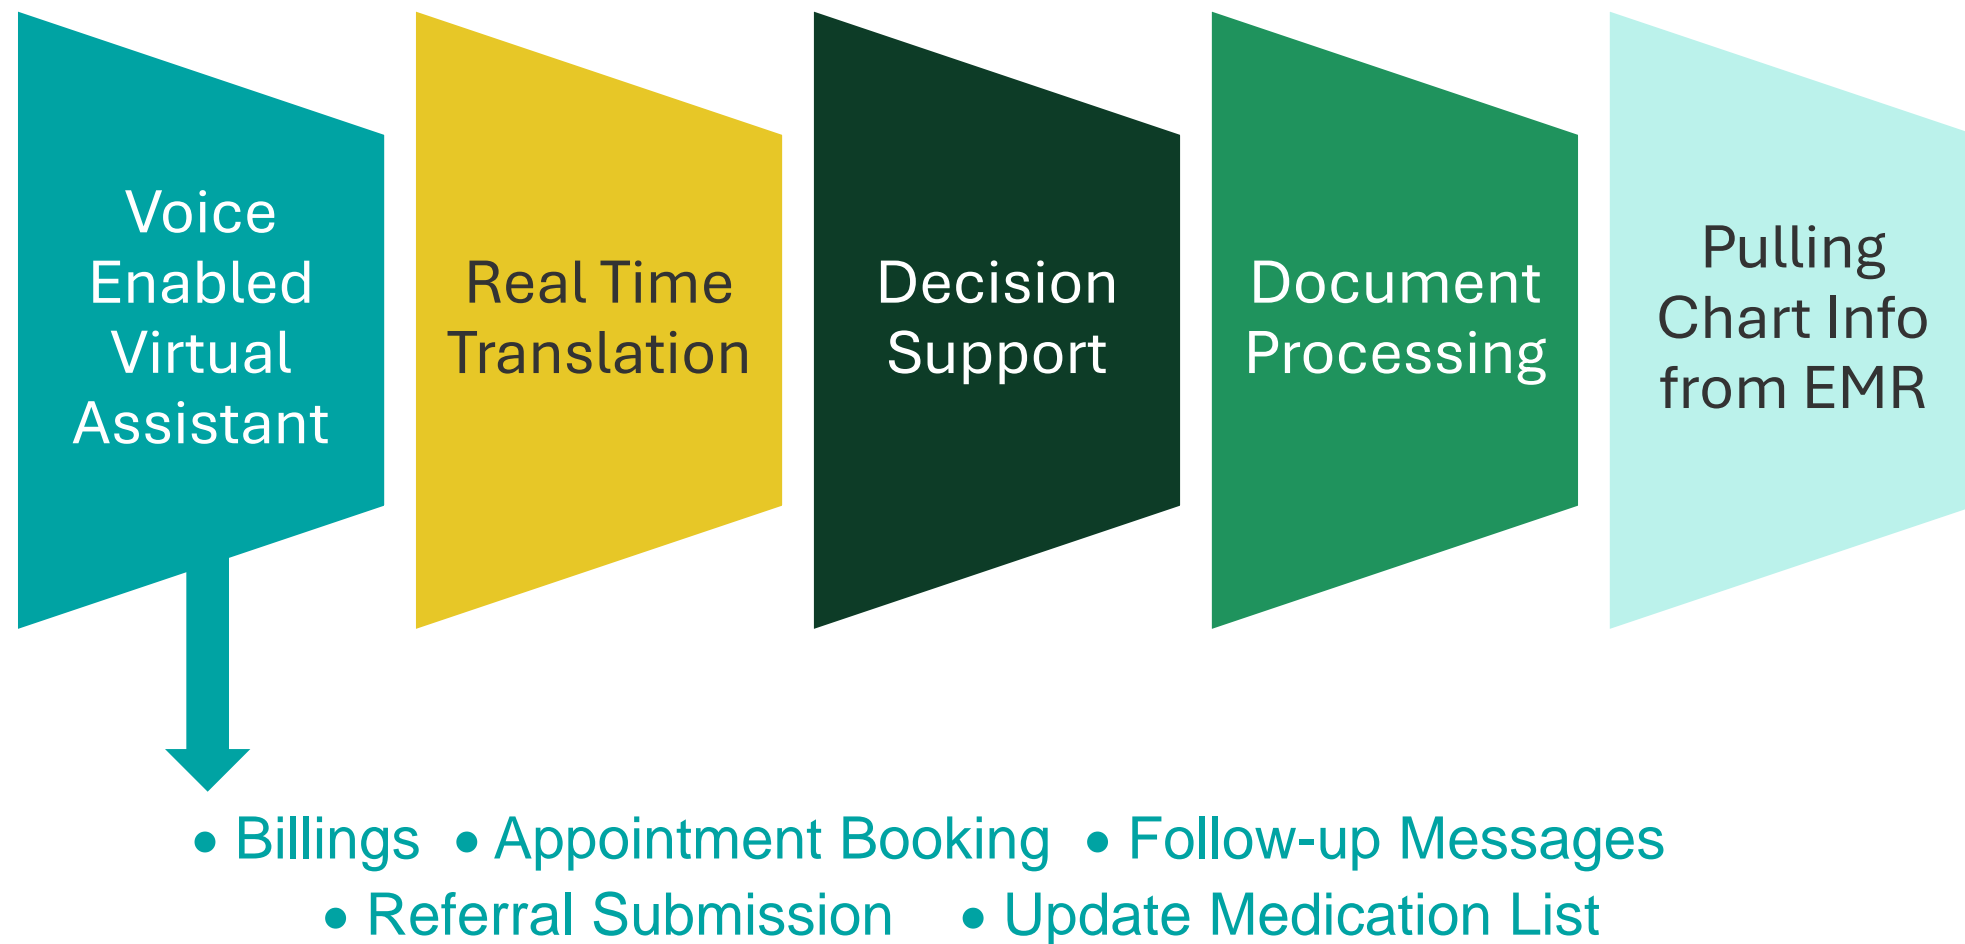 Voice
Enabled
Virtual
Assistant
Real Time
Translation
Decision
Support
Document
Processing
Pulling
Chart Info
from EMR
• Billings • Appointment Booking • Follow-up Messages
• Referral Submission • Update Medication List